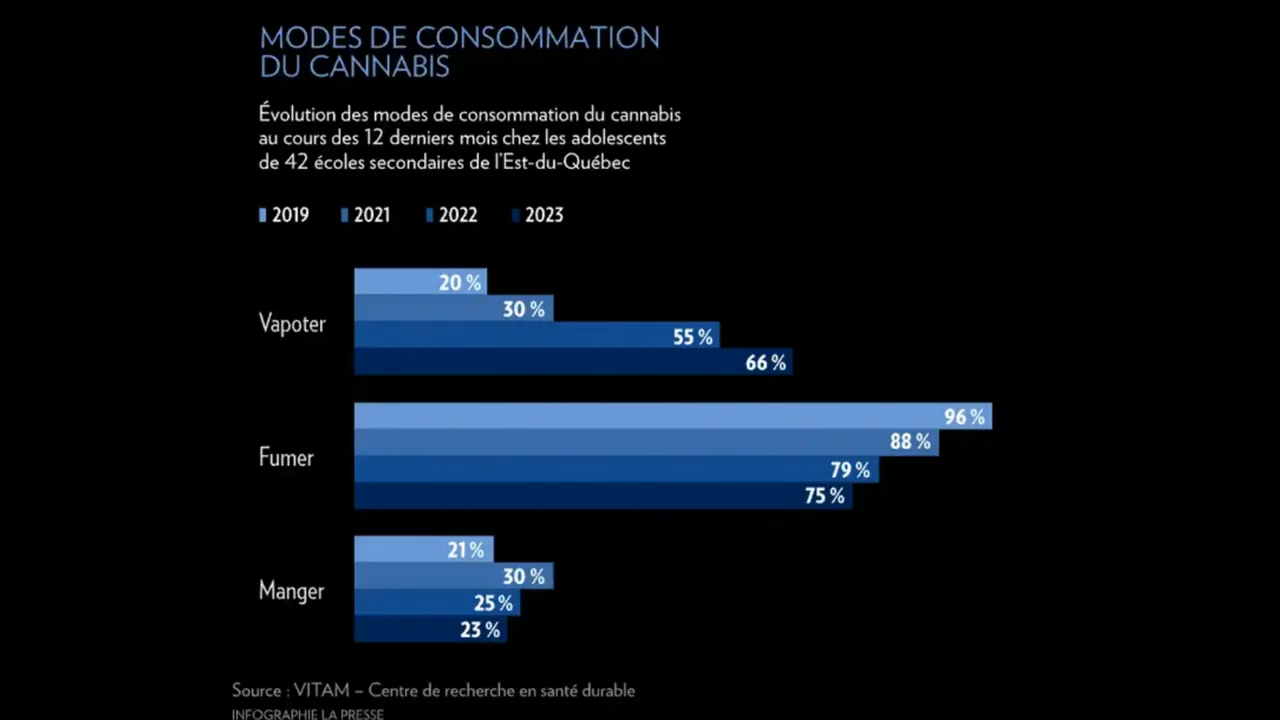 MODES DE CONSOMMATION
DU CANNABIS
Évolution des modes de consommation du cannabis
au cours des 12 derniers mois chez les adolescents
de 42 écoles secondaires de l'Est-du-Québec
2019 2021 2022 2023
Vapoter
20 %
30 %
55 %
66 %
Fumer
96 %
88 %
79 %
75 %
Manger
21 %
30 %
25 %
23 %
Source : VITAM – Centre de recherche en santé durable
INFOGRAPHIE LA PRESSE